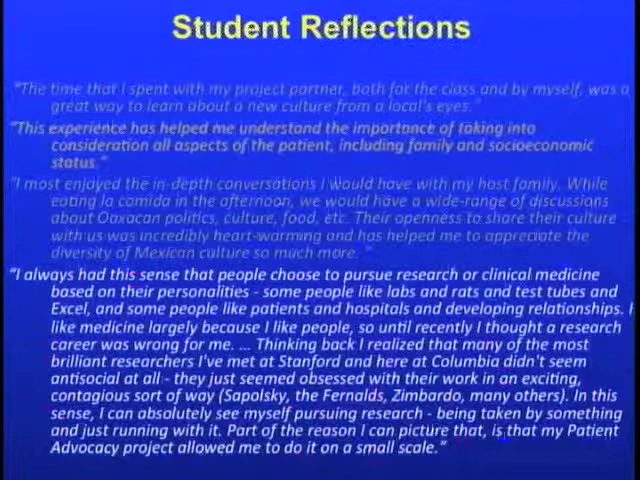 Student Reflections
"The time that I spent with my project partner, both for the class and by myself, was a
great way to learn about a new culture from a local's eyes."
"This experience has helped me understand the importance of taking into
consideration all aspects of the patient, including family and socioeconomic
status."
"I most enjoyed the in-depth conversations I would have with my host family. While
eating la comida in the afternoon, we would have a wide-range of discussions
about Oaxacan politics, culture, food, etc. Their openness to share their culture
with us was incredibly heart-warming and has helped me to appreciate the
diversity of Mexican culture so much more. "
"I always had this sense that people choose to pursue research or clinical medicine
based on their personalities - some people like labs and rats and test tubes and
Excel, and some people like patients and hospitals and developing relationships. I
like medicine largely because I like people, so until recently I thought a research
career was wrong for me. ... Thinking back I realized that many of the most
brilliant researchers I've met at Stanford and here at Columbia didn't seem
antisocial at all - they just seemed obsessed with their work in an exciting,
contagious sort of way (Sapolsky, the Fernalds, Zimbardo, many others). In this
sense, I can absolutely see myself pursuing research - being taken by something
and just running with it. Part of the reason I can picture that, is that my Patient
Advocacy project allowed me to do it on a small scale."